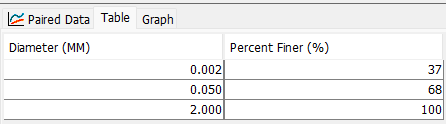 Paired Data Table Graph
Diameter (MM) Percent Finer (%)
0.002 37
0.050 68
2.000 100